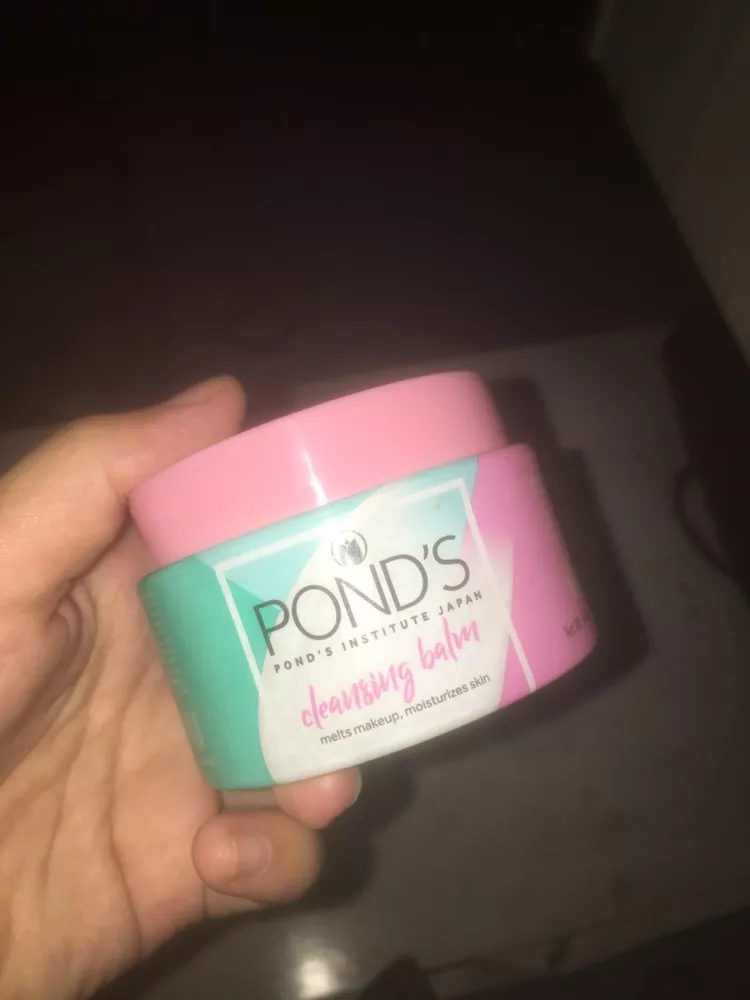 POND'S
POND'S INSTITUTE JAPAN
cleansing balm
melts makeup, moisturizes skin